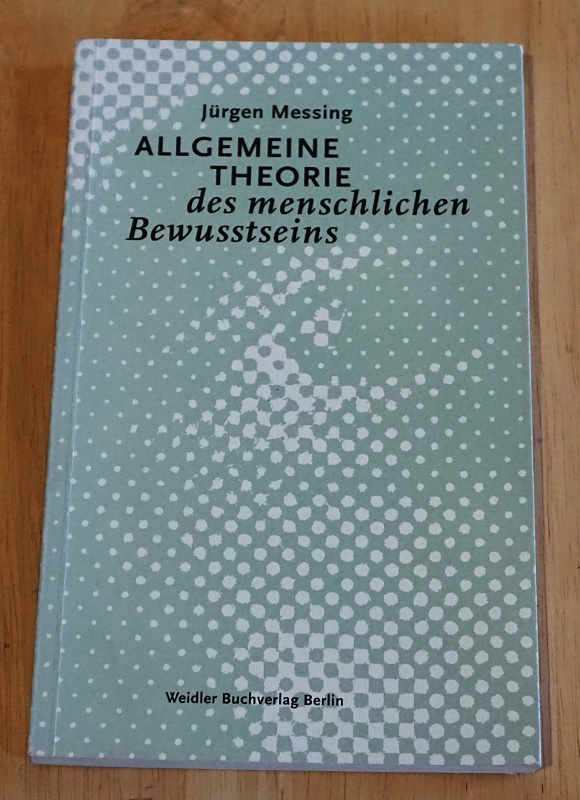 Jürgen Messing
ALLGEMEINE
THEORIE
des menschlichen
Bewusstseins
Weidler Buchverlag Berlin